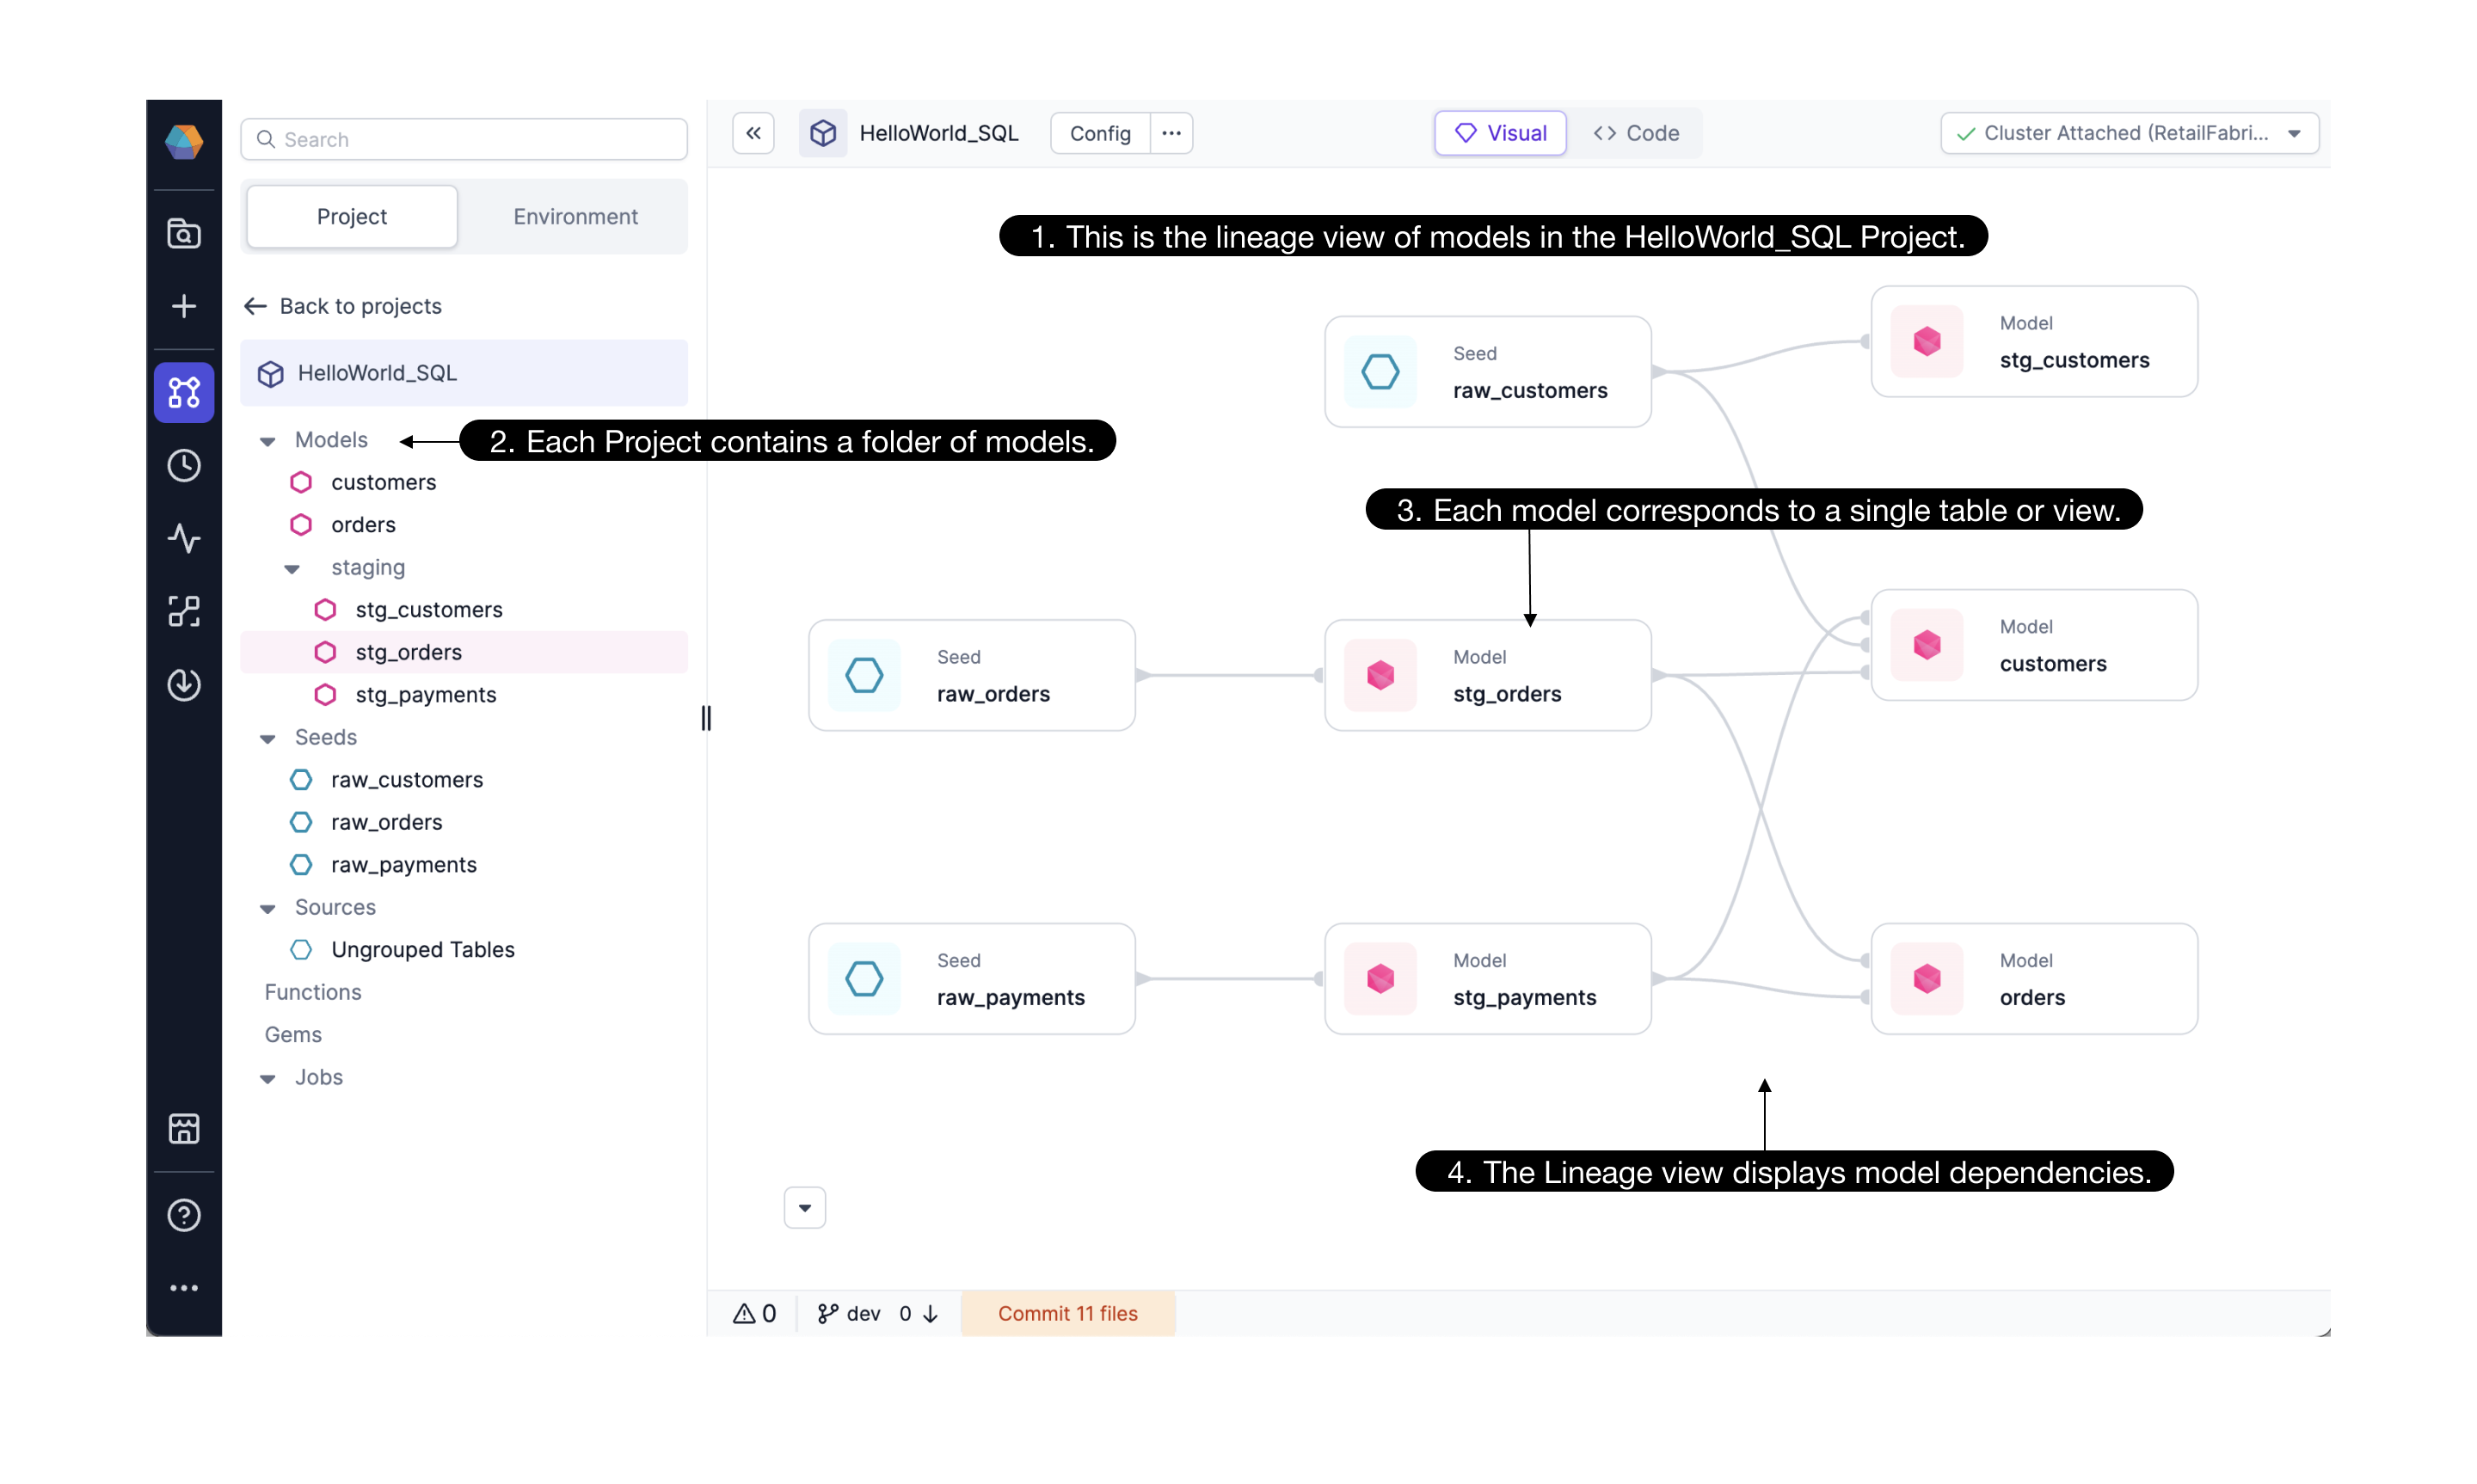 Search
Project
Environment
Back to projects
HelloWorld_SQL
Models
customers
orders
staging
stg_customers
stg_orders
stg_payments
Seeds
raw_customers
raw_orders
raw_payments
Sources
Ungrouped Tables
Functions
Gems
Jobs
HelloWorld_SQL
Config
Visual
Code
Cluster Attached (RetailFabri...
1. This is the lineage view of models in the HelloWorld_SQL Project.
2. Each Project contains a folder of models.
3. Each model corresponds to a single table or view.
Seed
raw_customers
Model
stg_customers
Seed
raw_orders
Model
stg_orders
Model
customers
Seed
raw_payments
Model
stg_payments
Model
orders
4. The Lineage view displays model dependencies.
0
dev 0
Commit 11 files